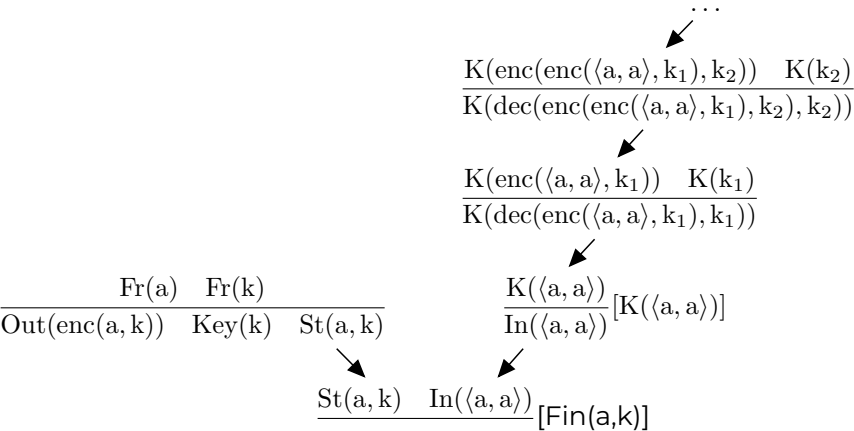 ...
K(enc(enc(⟨a, a⟩, k₁), k₂)) K(k₂)
K(dec(enc(enc(⟨a, a⟩, k₁), k₂), k₂))
K(enc(⟨a, a⟩, k₁)) K(k₁)
K(dec(enc(⟨a, a⟩, k₁), k₁))
Fr(a) Fr(k)
Out(enc(a, k)) Key(k) St(a, k)
K(⟨a, a⟩)
In(⟨a, a⟩) [K(⟨a, a⟩)]
St(a, k) In(⟨a, a⟩) [Fin(a,k)]